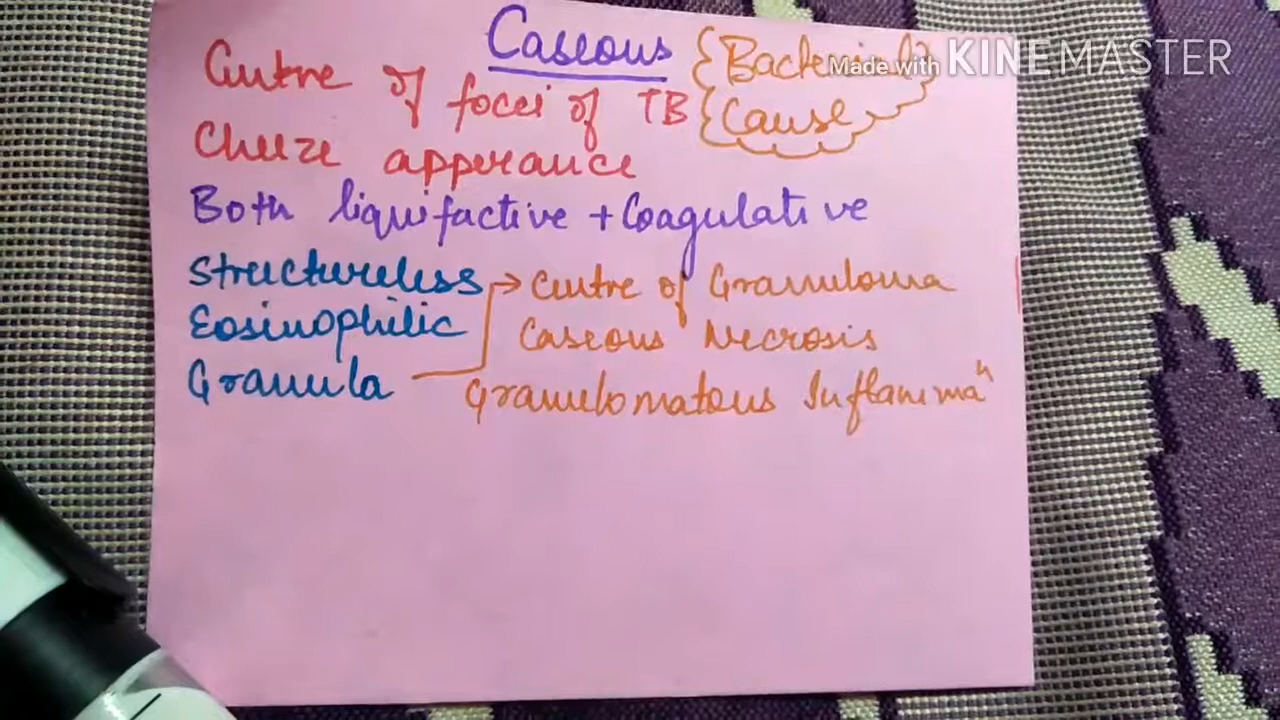 Caseous
{Bacterial
Cause
Made with KINEMASTER
Centre of focei of TB
Cheeze apperance
Both liquifactive + Coagulative
Structureless
Eosinophilic
Granula
→ Centre of Granuloma
Caseous Necrosis
Granulomatous Inflamma"